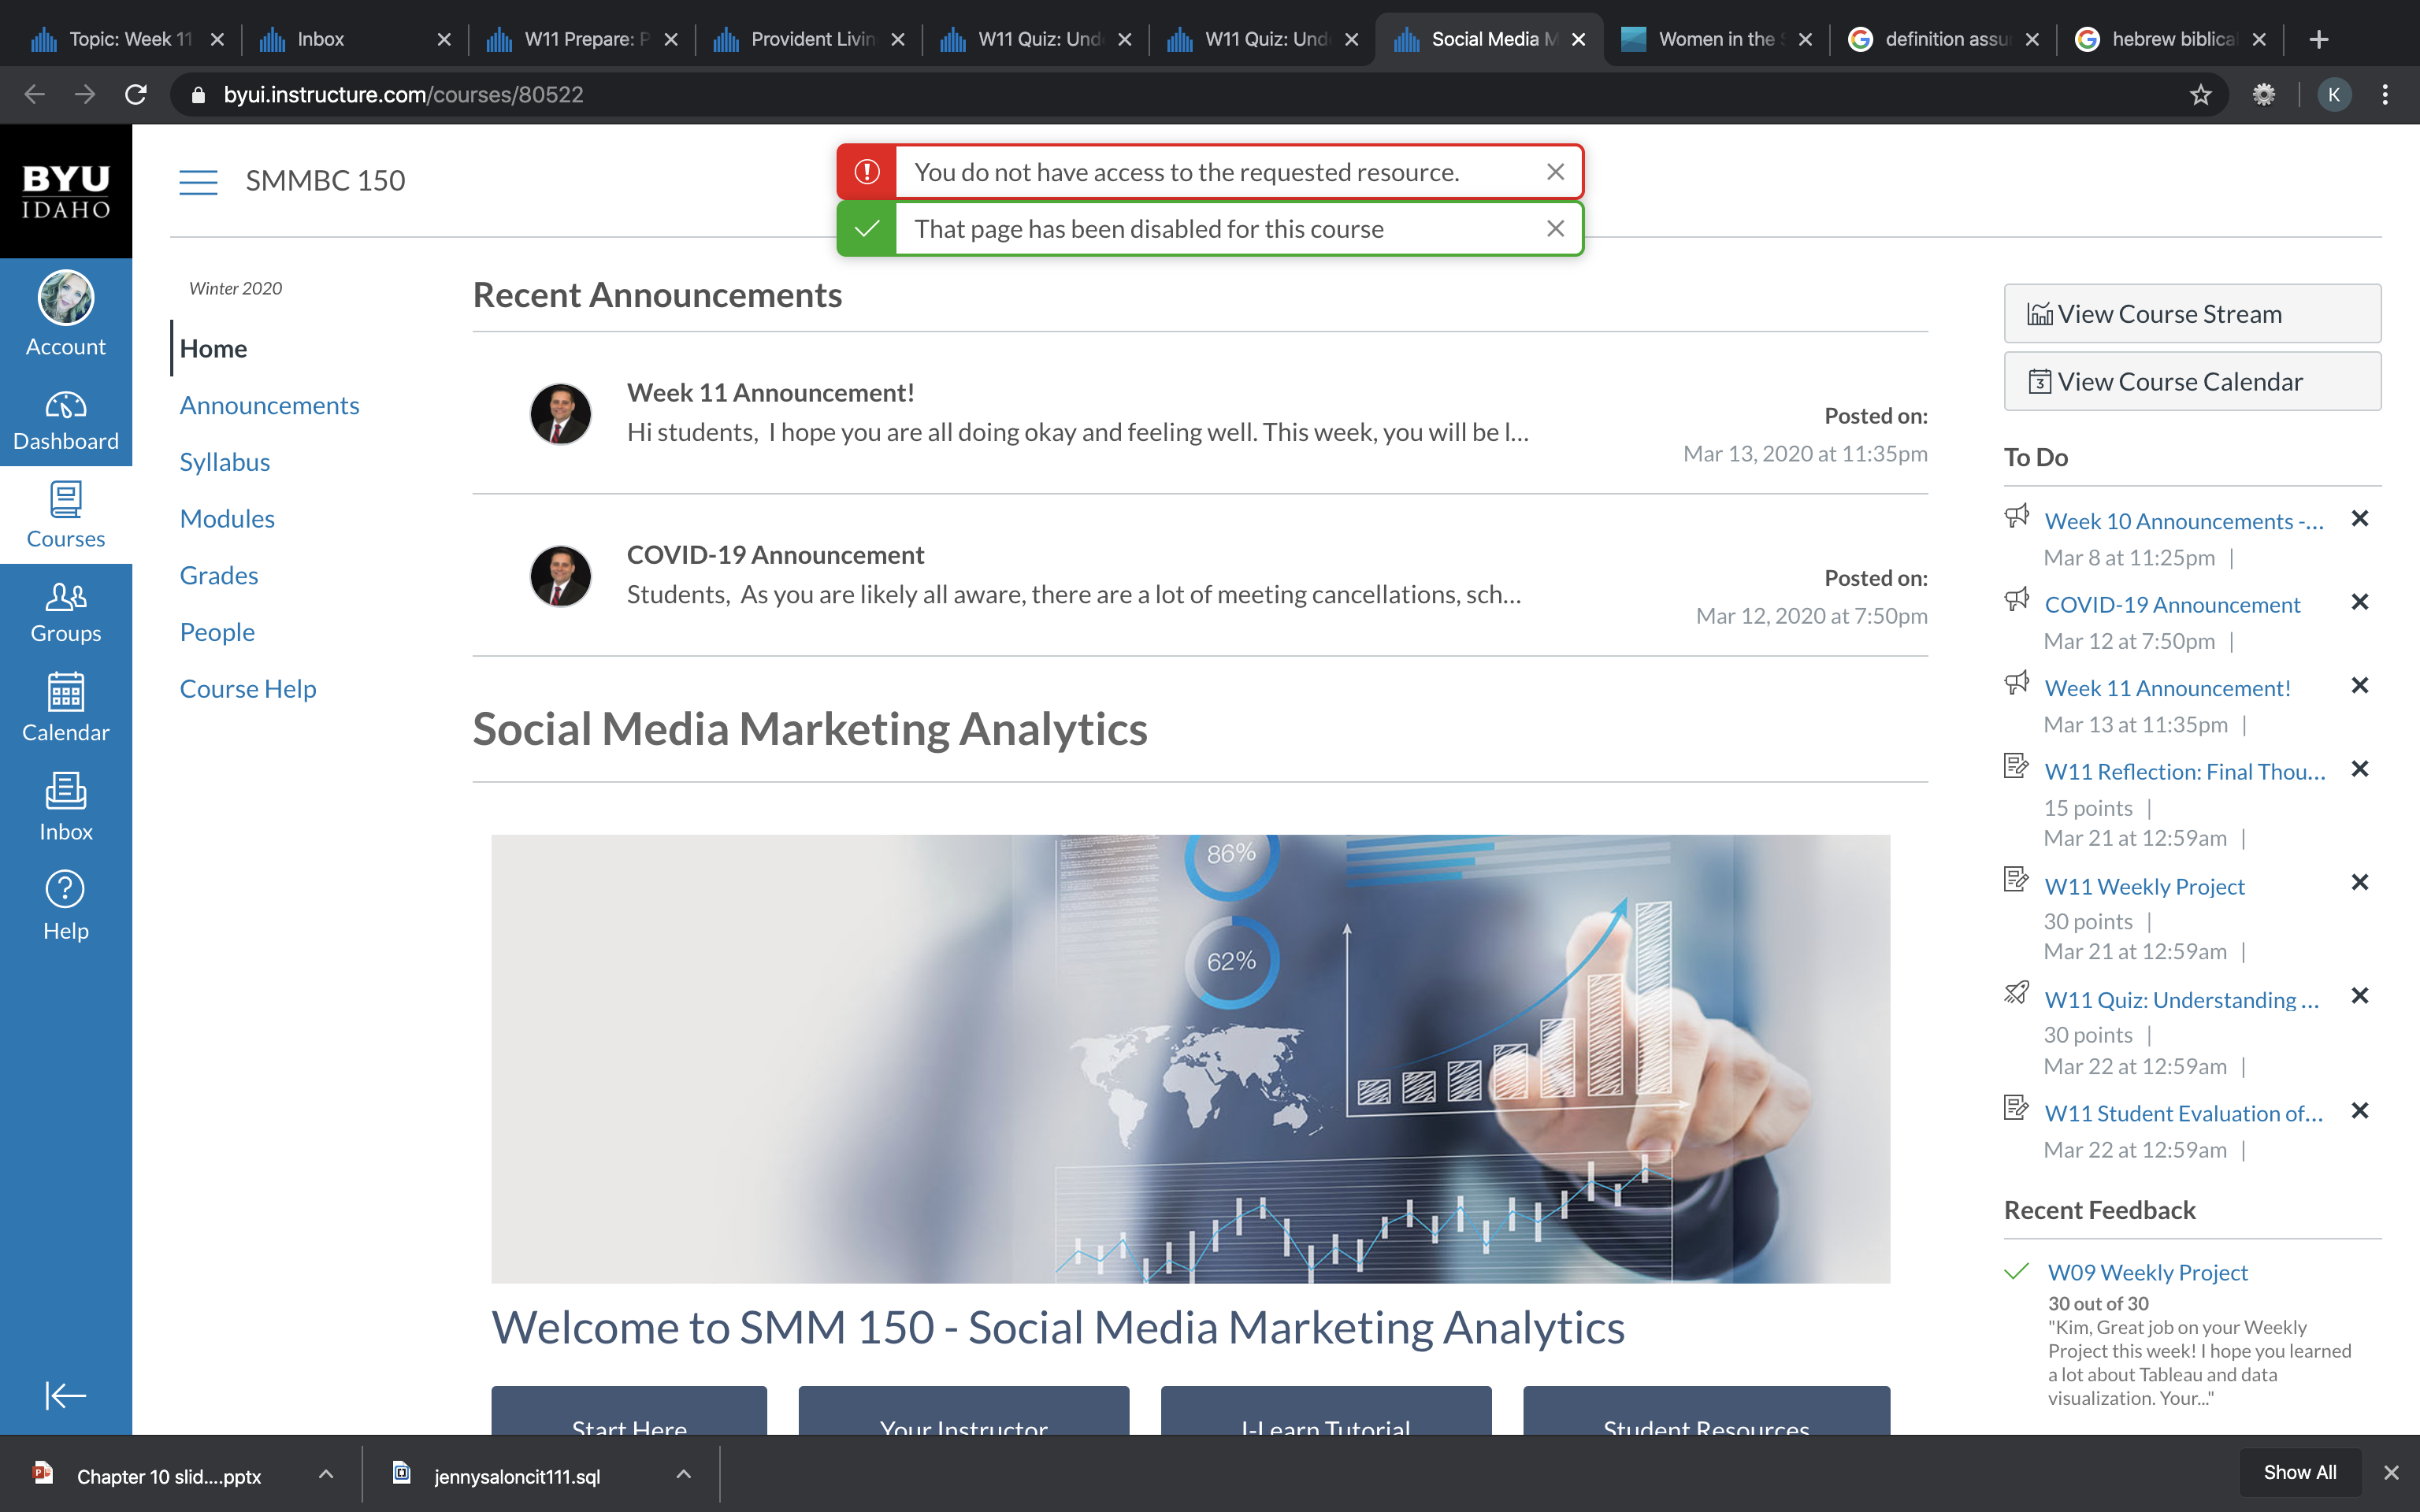 Topic: Week 11
Inbox
W11 Prepare: P
Provident Livin
W11 Quiz: Und
W11 Quiz: Und
Social Media M
Women in the S
definition assu
hebrew biblica
byui.instructure.com/courses/80522
K
BYU
IDAHO
SMMBC 150
You do not have access to the requested resource.
That page has been disabled for this course
Account
Dashboard
Courses
Groups
Calendar
Inbox
Help
Winter 2020
Home
Announcements
Syllabus
Modules
Grades
People
Course Help
Recent Announcements
Week 11 Announcement!
Hi students, I hope you are all doing okay and feeling well. This week, you will be l...
Posted on:
Mar 13, 2020 at 11:35pm
COVID-19 Announcement
Students, As you are likely all aware, there are a lot of meeting cancellations, sch...
Posted on:
Mar 12, 2020 at 7:50pm
Social Media Marketing Analytics
86%
62%
Welcome to SMM 150 - Social Media Marketing Analytics
Start Here
Your Instructor
I-Learn Tutorial
Student Resources
View Course Stream
3
View Course Calendar
To Do
Week 10 Announcements -...
Mar 8 at 11:25pm |
COVID-19 Announcement
Mar 12 at 7:50pm |
Week 11 Announcement!
Mar 13 at 11:35pm |
W11 Reflection: Final Thou...
15 points |
Mar 21 at 12:59am |
W11 Weekly Project
30 points |
Mar 21 at 12:59am |
W11 Quiz: Understanding ...
30 points |
Mar 22 at 12:59am |
W11 Student Evaluation of...
Mar 22 at 12:59am |
Recent Feedback
W09 Weekly Project
30 out of 30
"Kim, Great job on your Weekly
Project this week! I hope you learned
a lot about Tableau and data
visualization. Your..."
Chapter 10 slid....pptx
jennysaloncit111.sql
Show All